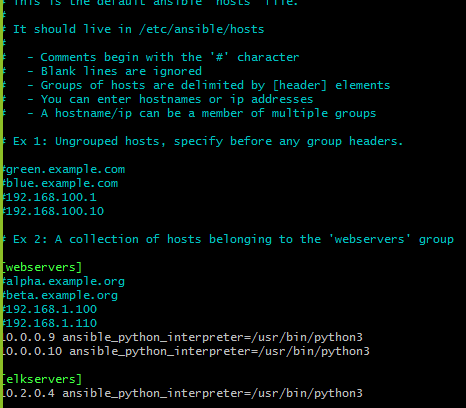 # This is the default ansible 'hosts' file.
#
# It should live in /etc/ansible/hosts
#
#   - Comments begin with the '#' character
#   - Blank lines are ignored
#   - Groups of hosts are delimited by [header] elements
#   - You can enter hostnames or ip addresses
#   - A hostname/ip can be a member of multiple groups

# Ex 1: Ungrouped hosts, specify before any group headers.

#green.example.com
#blue.example.com
#192.168.100.1
#192.168.100.10

# Ex 2: A collection of hosts belonging to the 'webservers' group

[webservers]
#alpha.example.org
#beta.example.org
#192.168.1.100
#192.168.1.110
10.0.0.9 ansible_python_interpreter=/usr/bin/python3
10.0.0.10 ansible_python_interpreter=/usr/bin/python3

[elkservers]
10.2.0.4 ansible_python_interpreter=/usr/bin/python3